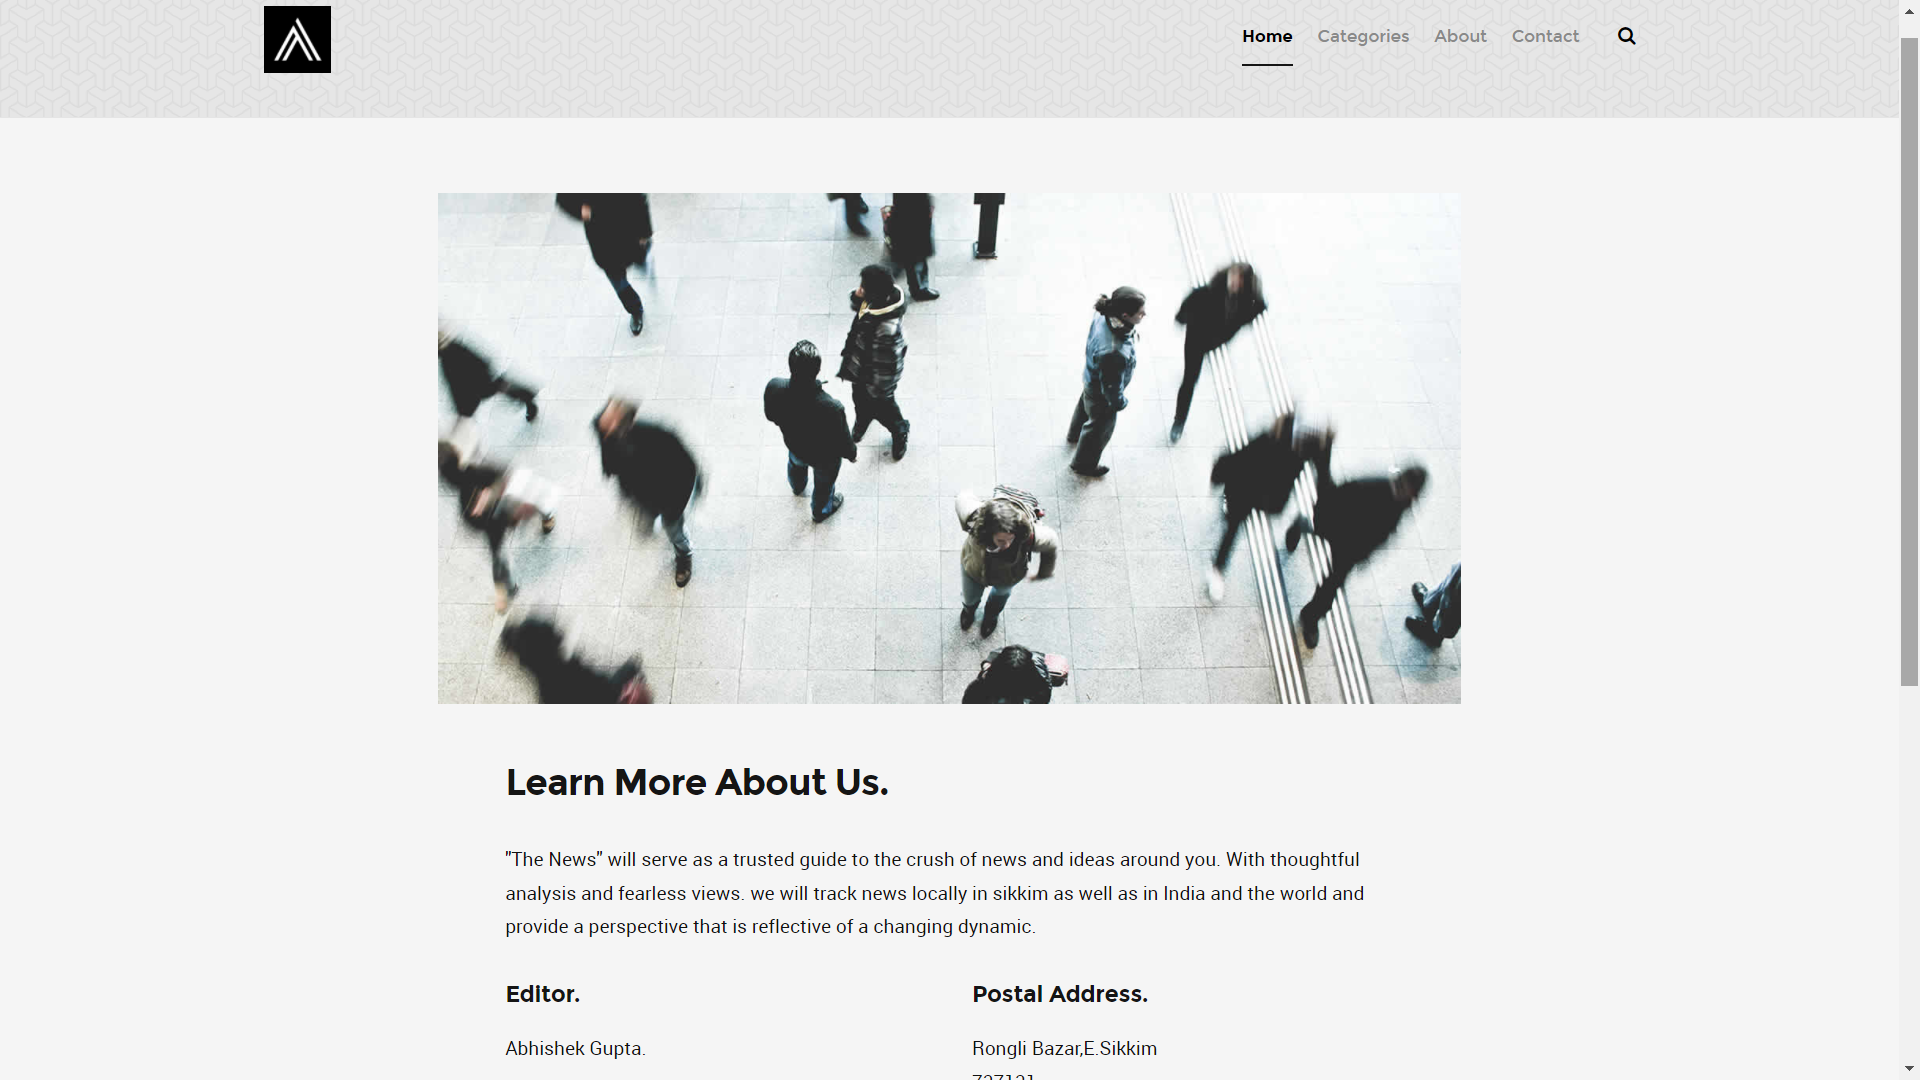 Home Categories About Contact
Learn More About Us.
"The News" will serve as a trusted guide to the crush of news and ideas around you. With thoughtful
analysis and fearless views. we will track news locally in sikkim as well as in India and the world and
provide a perspective that is reflective of a changing dynamic.
Editor.
Abhishek Gupta.
Postal Address.
Rongli Bazar,E.Sikkim